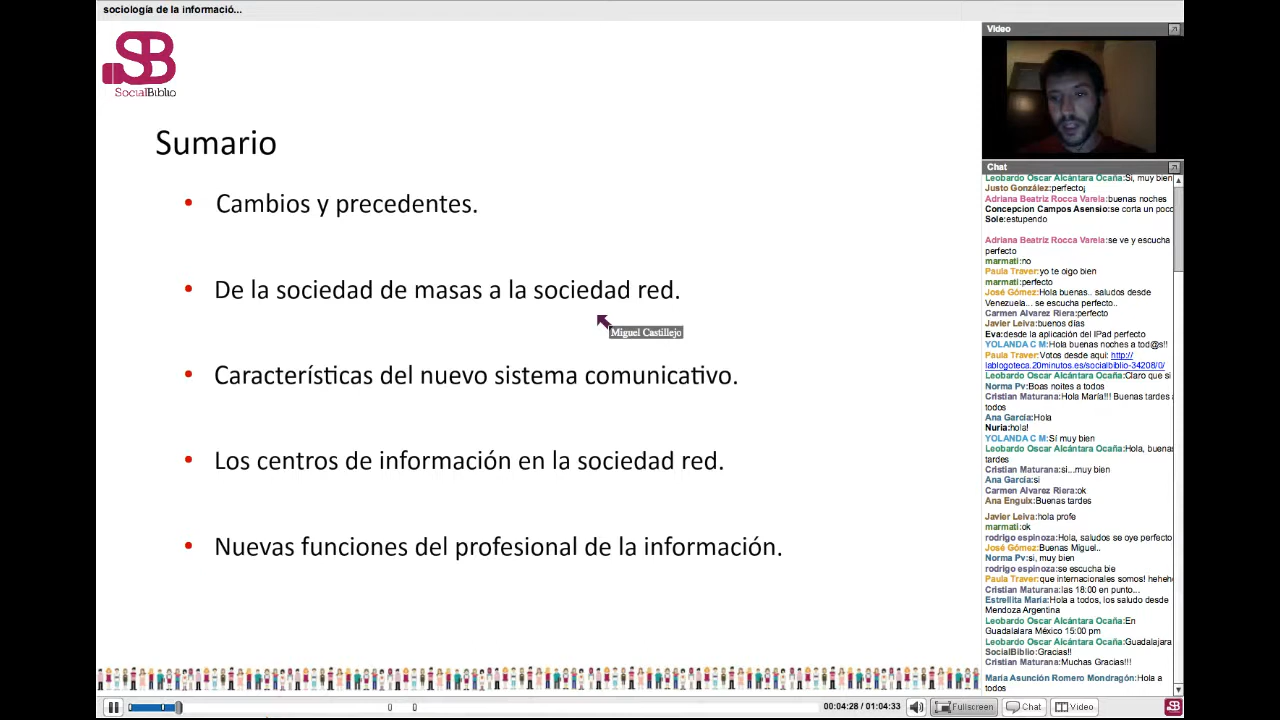 sociología de la informació...
SB
SocialBiblio
Sumario
• Cambios y precedentes.
• De la sociedad de masas a la sociedad red.
Miguel Castillejo
• Características del nuevo sistema comunicativo.
• Los centros de información en la sociedad red.
• Nuevas funciones del profesional de la información.
Video
Chat
Leobardo Oscar Alcántara Ocaña:Si, muy bien
Justo González:perfecto¡
Adriana Beatriz Rocca Varela:buenas noches
Concepcion Campos Asensio:se corta un poco
Sole:estupendo
Adriana Beatriz Rocca Varela:se ve y escucha
perfecto
marmati:no
Paula Traver:yo te oigo bien
marmati:perfecto
José Gómez:Hola buenas.. saludos desde
Venezuela... se escucha perfecto..
Carmen Alvarez Riera:perfecto
Javier Leiva:buenos días
Eva:desde la aplicación del IPad perfecto
YOLANDA C M:Hola buenas noches a tod@s!!
Paula Traver:Votos desde aqui: http://
lablogoteca.20minutos.es/socialbiblio-34208/0/
Leobardo Oscar Alcántara Ocaña:Claro que si
Norma Pv:Boas noites a todos
Cristian Maturana:Hola María!!! Buenas tardes a
todos
Ana García:Hola
Nuria:hola!
YOLANDA C M:Sí muy bien
Leobardo Oscar Alcántara Ocaña:Hola, buenas
tardes
Cristian Maturana:si...muy bien
Ana García:si
Carmen Alvarez Riera:ok
Ana Enguix:Buenas tardes
Javier Leiva:hola profe
marmati:ok
rodrigo espinoza:Hola, saludos se oye perfecto
José Gómez:Buenas Miguel..
Norma Pv:si, muy bien
rodrigo espinoza:se escucha bie
Paula Traver:que internacionales somos! heheh
Cristian Maturana:las 18:00 en punto...
Estrellita Maria:Hola a todos, los saludo desde
Mendoza Argentina
Leobardo Oscar Alcántara Ocaña:En
Guadalalara México 15:00 pm
Leobardo Oscar Alcántara Ocaña:Guadalajara
SocialBiblio:Gracias!!
Cristian Maturana:Muchas Gracias!!!
María Asunción Romero Mondragón:Hola a
todos
00:04:28 / 01:04:33
Fullscreen
Chat
Video
SB